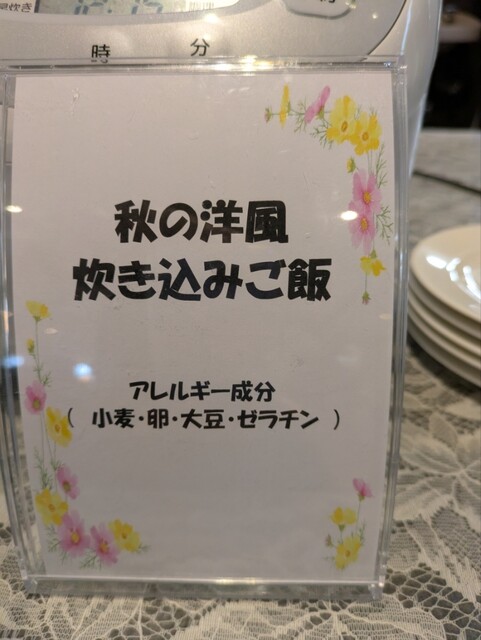 時 分
秋の洋風
炊き込みご飯
アレルギー成分
( 小麦・卵・大豆・ゼラチン )